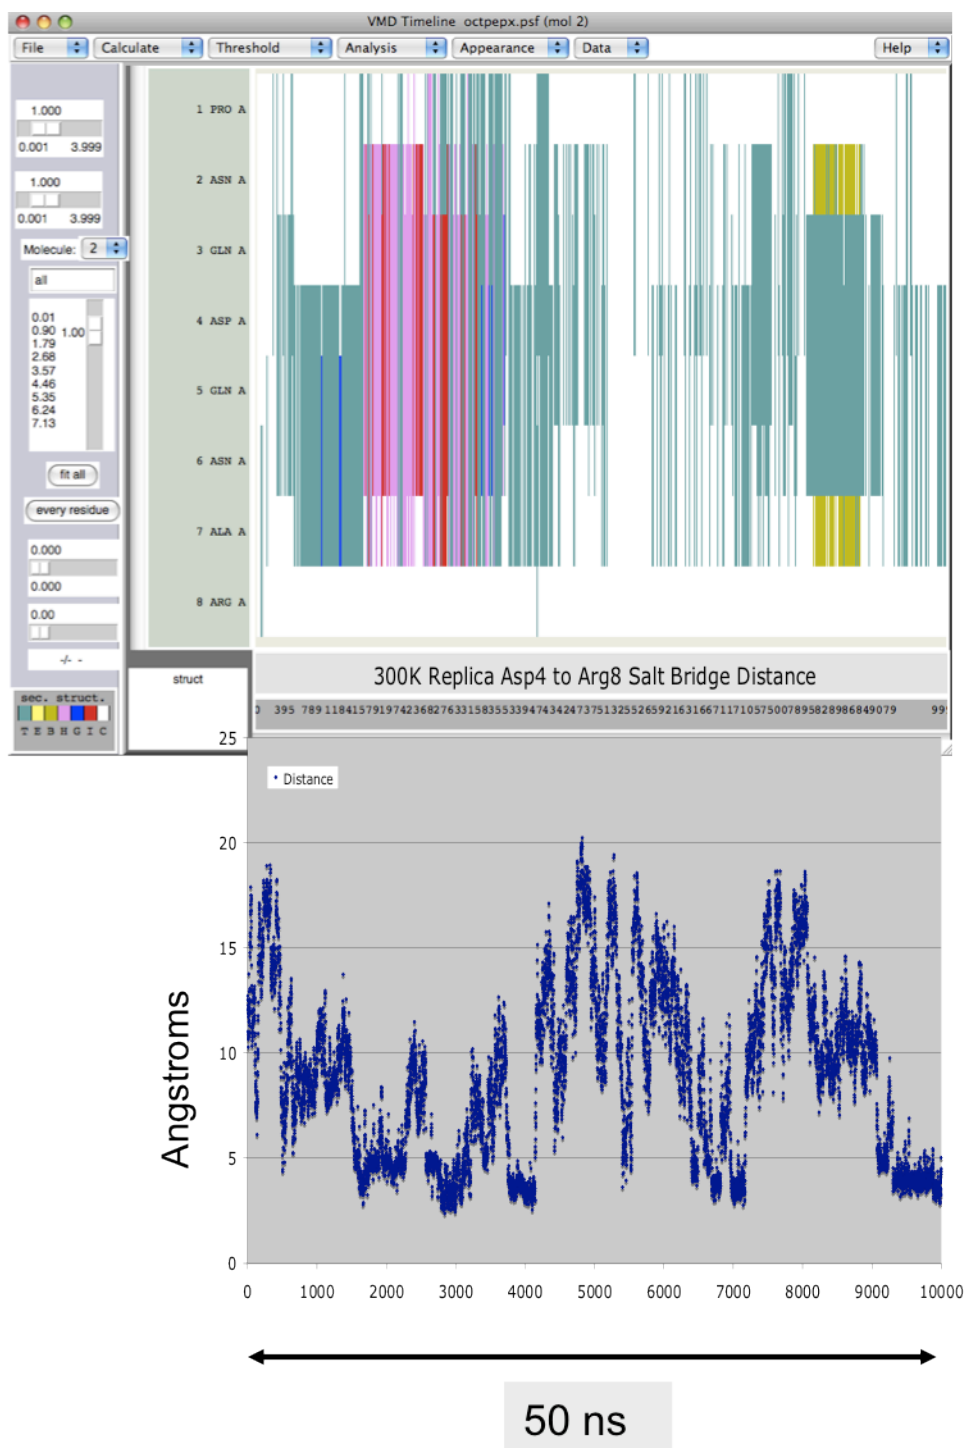 VMD Timeline octpepx.psf (mol 2)
File Calculate Threshold Analysis Appearance Data Help
1.000
0.001 3.999
1.000
0.001 3.999
Molecule: 2
all
0.01
0.90 1.00
1.79
2.68
3.57
4.46
5.35
6.24
7.13
fit all
every residue
0.000
0.000
0.00
-/- -
sec. struct.
T E B H G I C
1 PRO A
2 ASN A
3 GLN A
4 ASP A
5 GLN A
6 ASN A
7 ALA A
8 ARG A
struct
300K Replica Asp4 to Arg8 Salt Bridge Distance
Distance
Angstroms
25
20
15
10
5
0
0 1000 2000 3000 4000 5000 6000 7000 8000 9000 10000
50 ns